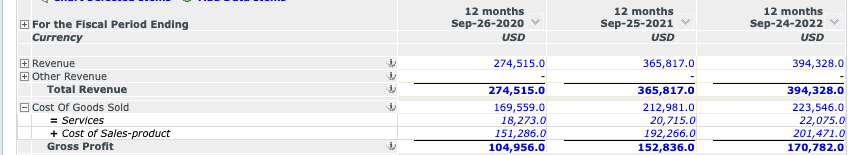 12 months 12 months 12 months
For the Fiscal Period Ending Sep-26-2020 Sep-25-2021 Sep-24-2022
Currency USD USD USD
Revenue 274,515.0 365,817.0 394,328.0
Other Revenue - - -
Total Revenue 274,515.0 365,817.0 394,328.0
Cost Of Goods Sold 169,559.0 212,981.0 223,546.0
= Services 18,273.0 20,715.0 22,075.0
+ Cost of Sales-product 151,286.0 192,266.0 201,471.0
Gross Profit 104,956.0 152,836.0 170,782.0